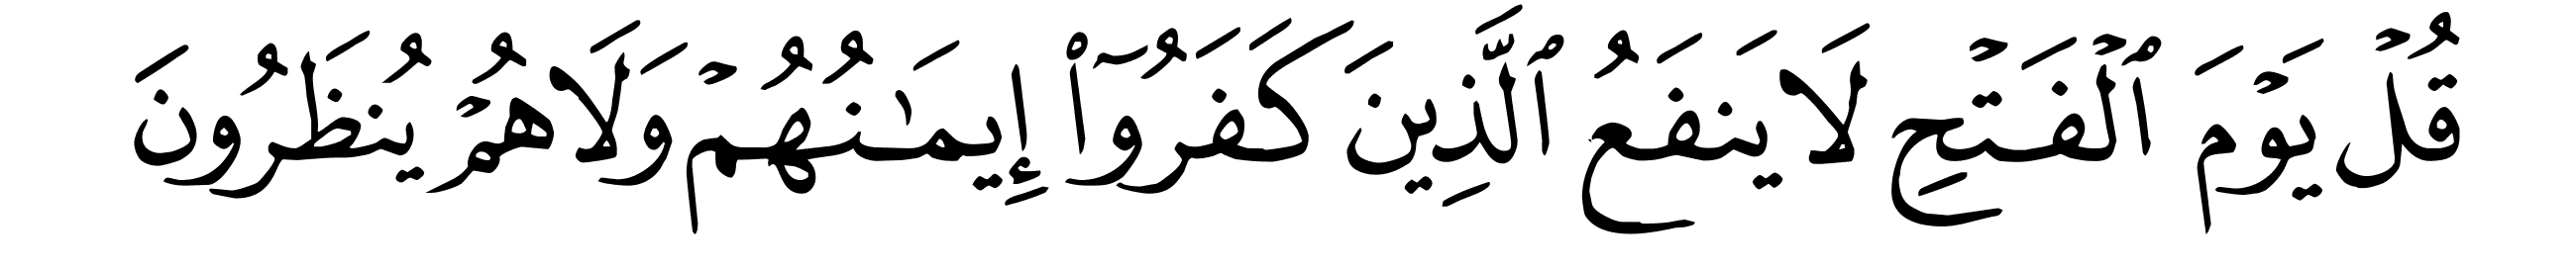 قُلْ يَوْمَ ٱلْفَتْحِ لَا يَنفَعُ ٱلَّذِينَ كَفَرُوٓا۟ إِيمَـٰنُهُمْ وَلَا هُمْ يُنظَرُونَ